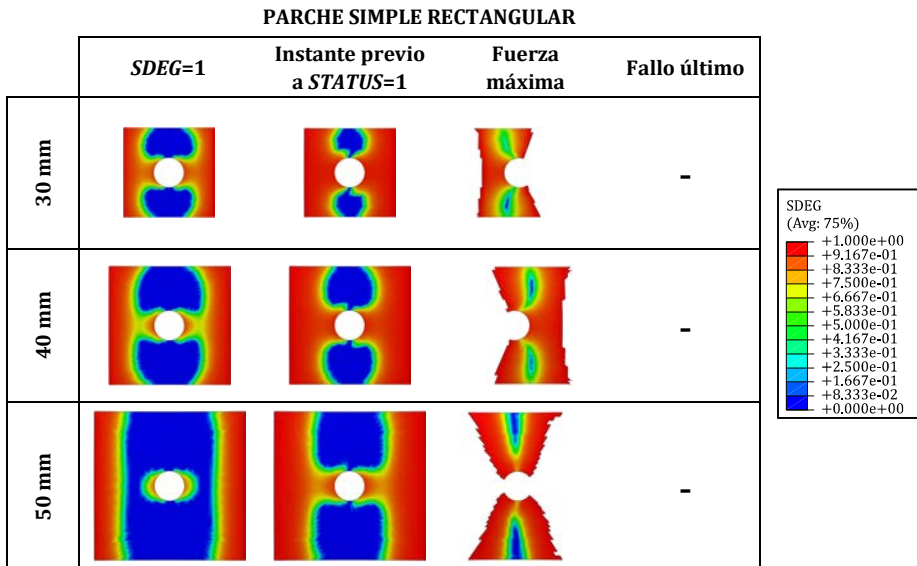 PARCHE SIMPLE RECTANGULAR
SDEG=1
Instante previo
a STATUS=1
Fuerza
máxima
Fallo último
30 mm
-
40 mm
-
50 mm
-
SDEG
(Avg: 75%)
+1.000e+00
+9.167e-01
+8.333e-01
+7.500e-01
+6.667e-01
+5.833e-01
+5.000e-01
+4.167e-01
+3.333e-01
+2.500e-01
+1.667e-01
+8.333e-02
+0.000e+00